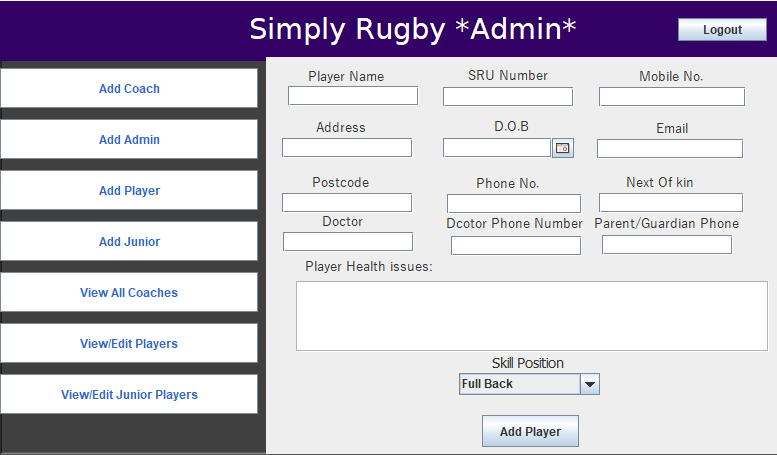 Simply Rugby *Admin*
Logout
Add Coach
Add Admin
Add Player
Add Junior
View All Coaches
View/Edit Players
View/Edit Junior Players
Player Name
SRU Number
Mobile No.
Address
D.O.B
Email
Postcode
Phone No.
Next Of kin
Doctor
Dcotor Phone Number
Parent/Guardian Phone
Player Health issues:
Skill Position
Full Back
Add Player